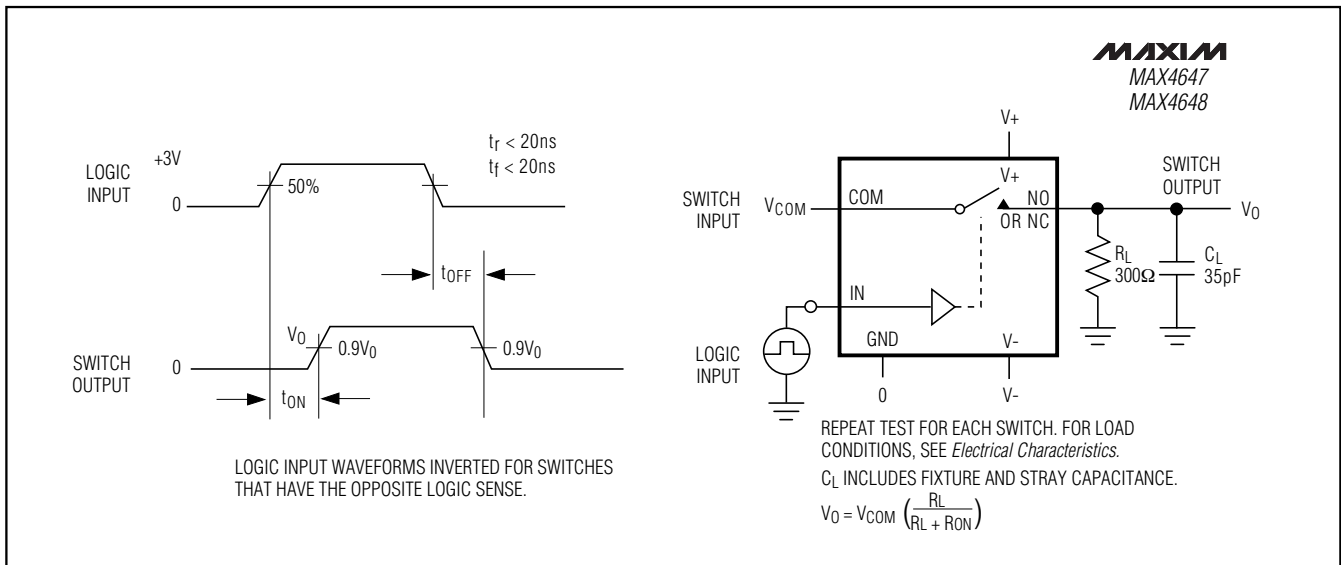 MAXIM
MAX4647
MAX4648
LOGIC
INPUT
+3V
0
50%
tr < 20ns
tf < 20ns
tOFF
SWITCH
OUTPUT
VO
0
0.9V0
0.9V0
tON
LOGIC INPUT WAVEFORMS INVERTED FOR SWITCHES
THAT HAVE THE OPPOSITE LOGIC SENSE.
V+
V+
SWITCH
INPUT
VCOM
COM
NO
OR NC
SWITCH
OUTPUT
VO
RL
300Ω
CL
35pF
IN
LOGIC
INPUT
GND
V-
0
V-
REPEAT TEST FOR EACH SWITCH. FOR LOAD
CONDITIONS, SEE Electrical Characteristics.
CL INCLUDES FIXTURE AND STRAY CAPACITANCE.
VO = VCOM (RL / RL + RON)